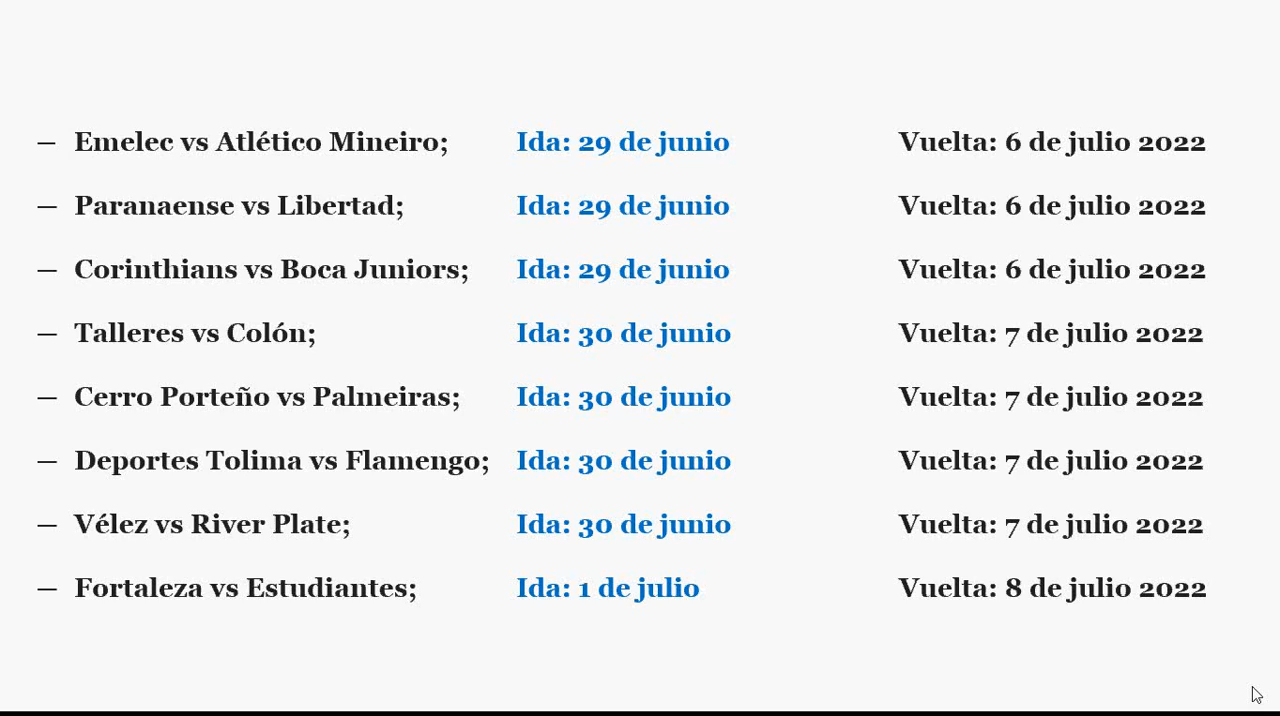 — Emelec vs Atlético Mineiro; Ida: 29 de junio Vuelta: 6 de julio 2022
— Paranaense vs Libertad; Ida: 29 de junio Vuelta: 6 de julio 2022
— Corinthians vs Boca Juniors; Ida: 29 de junio Vuelta: 6 de julio 2022
— Talleres vs Colón; Ida: 30 de junio Vuelta: 7 de julio 2022
— Cerro Porteño vs Palmeiras; Ida: 30 de junio Vuelta: 7 de julio 2022
— Deportes Tolima vs Flamengo; Ida: 30 de junio Vuelta: 7 de julio 2022
— Vélez vs River Plate; Ida: 30 de junio Vuelta: 7 de julio 2022
— Fortaleza vs Estudiantes; Ida: 1 de julio Vuelta: 8 de julio 2022